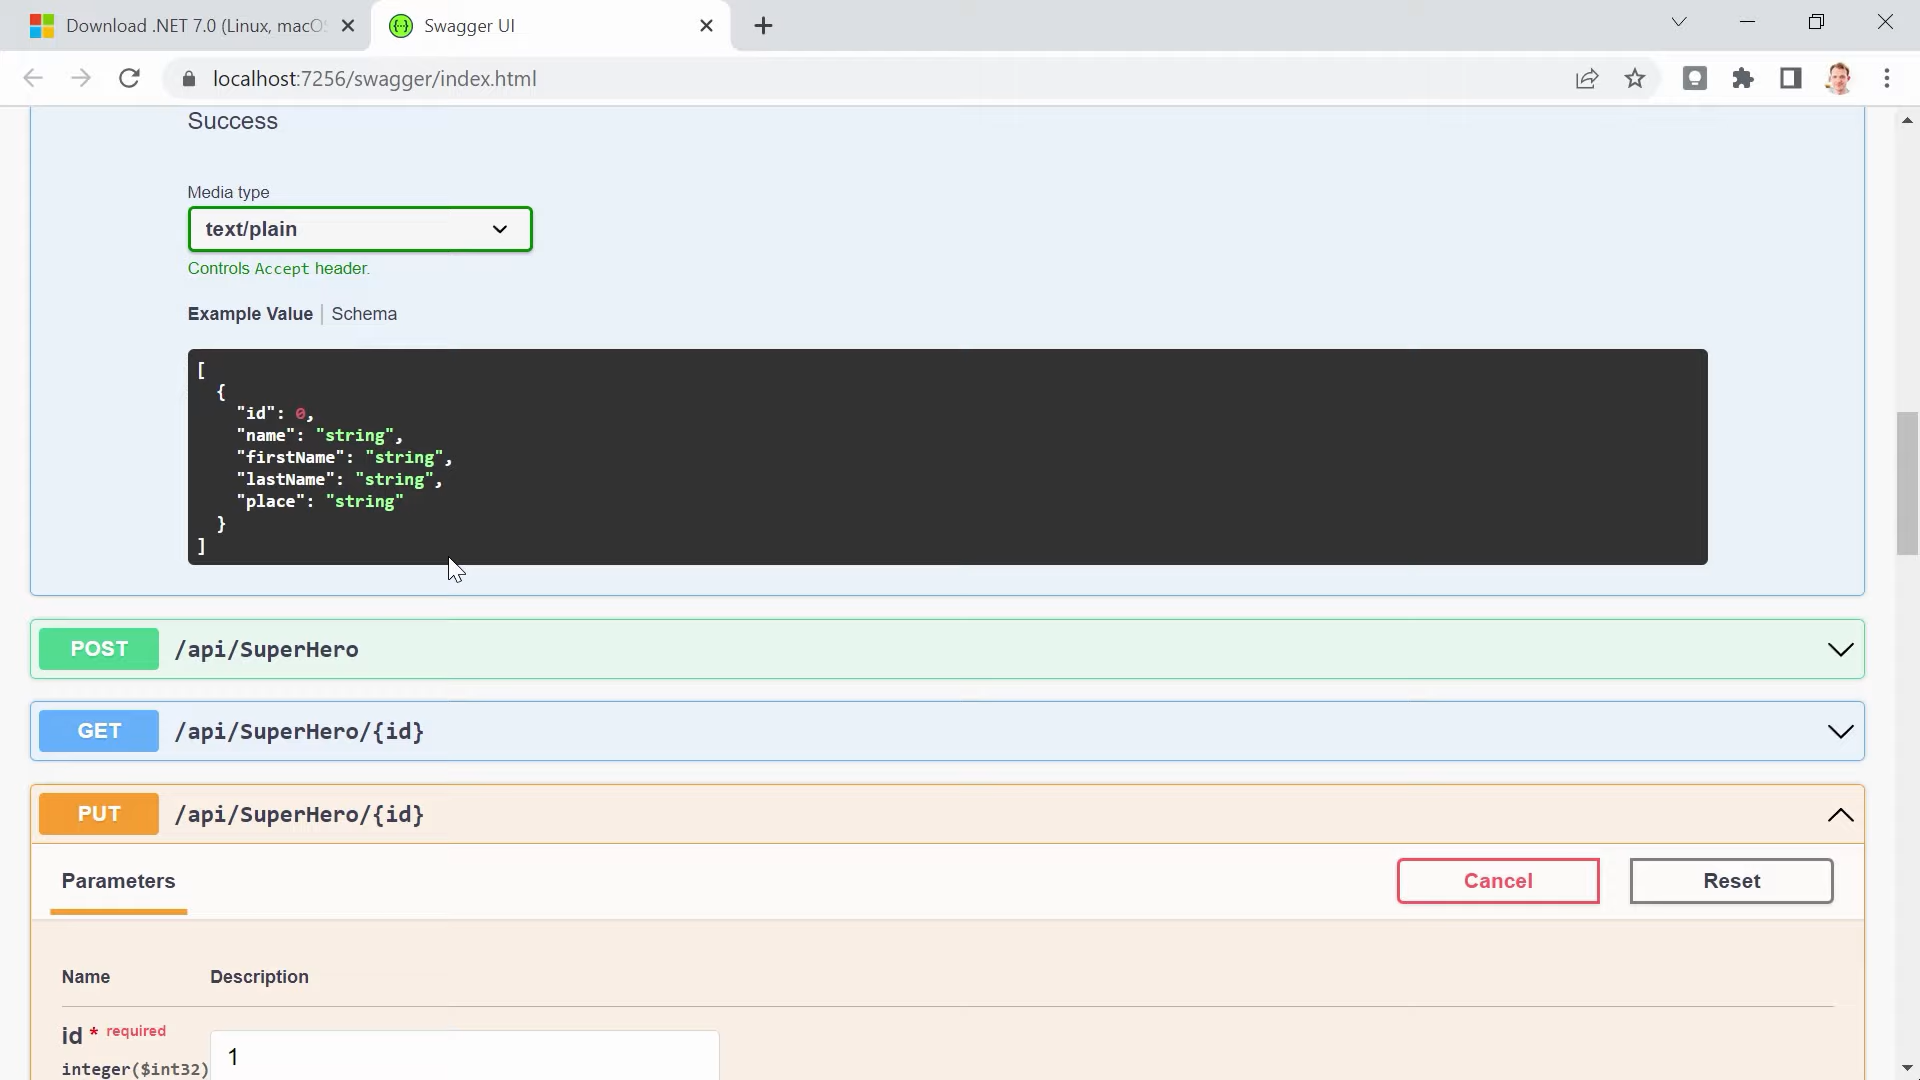 Download .NET 7.0 (Linux, macO
Swagger UI
localhost:7256/swagger/index.html
Success
Media type
text/plain
Controls Accept header.
Example Value | Schema
[
{
"id": 0,
"name": "string",
"firstName": "string",
"lastName": "string",
"place": "string"
}
]
POST /api/SuperHero
GET /api/SuperHero/{id}
PUT /api/SuperHero/{id}
Parameters
Cancel
Reset
Name
Description
id * required
integer($int32)
1